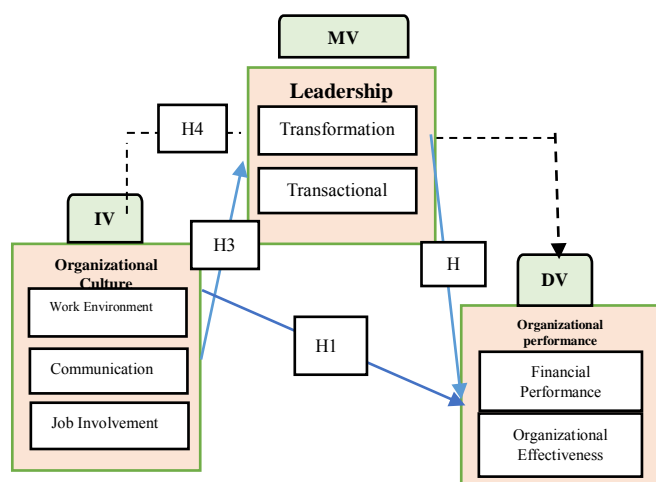 MV
Leadership
Transformation
Transactional
H4
IV
H3
H
DV
Organizational
Culture
Work Environment
Communication
Job Involvement
H1
Organizational
performance
Financial
Performance
Organizational
Effectiveness